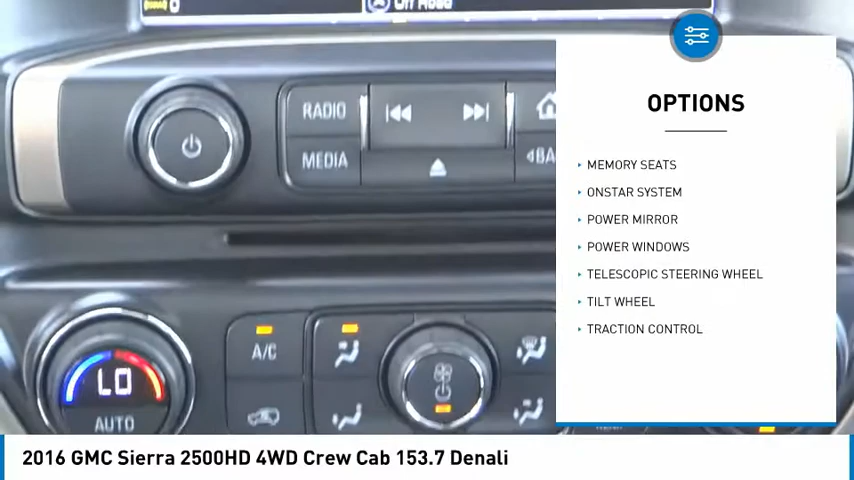 Off Road
RADIO
MEDIA
BA
LO
AUTO
A/C
OPTIONS
MEMORY SEATS
ONSTAR SYSTEM
POWER MIRROR
POWER WINDOWS
TELESCOPIC STEERING WHEEL
TILT WHEEL
TRACTION CONTROL
2016 GMC Sierra 2500HD 4WD Crew Cab 153.7 Denali